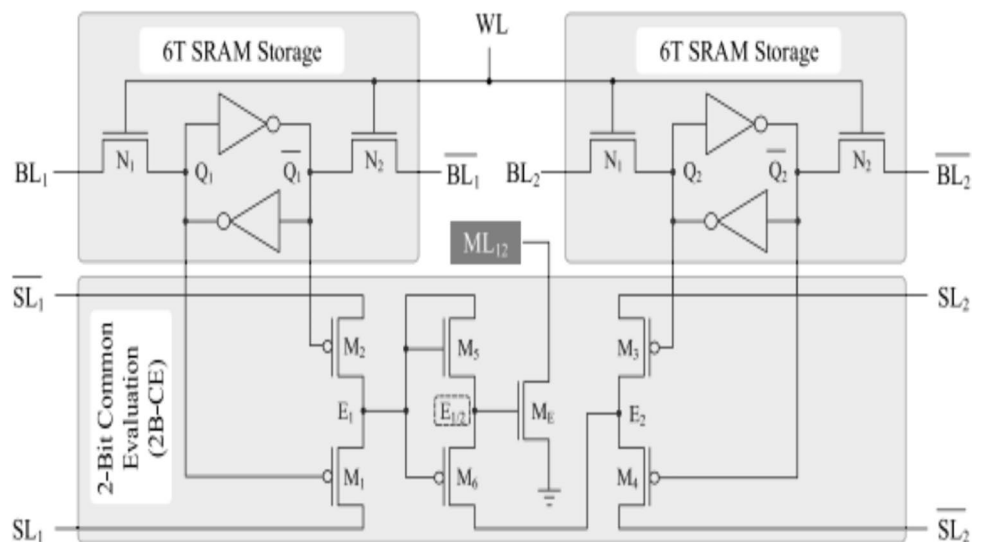 WL
6T SRAM Storage
6T SRAM Storage
BL₁ N₁ Q₁ Q̅₁ N₂ B̅L̅₁
BL₂ N₁ Q₂ Q̅₂ N₂ B̅L̅₂
ML₁₂
S̅L̅₁
SL₂
2-Bit Common
Evaluation
(2B-CE)
M₂ M₅ M₃
E₁ E₁/₂ M_E E₂
M₁ M₆ M₄
SL₁
S̅L̅₂